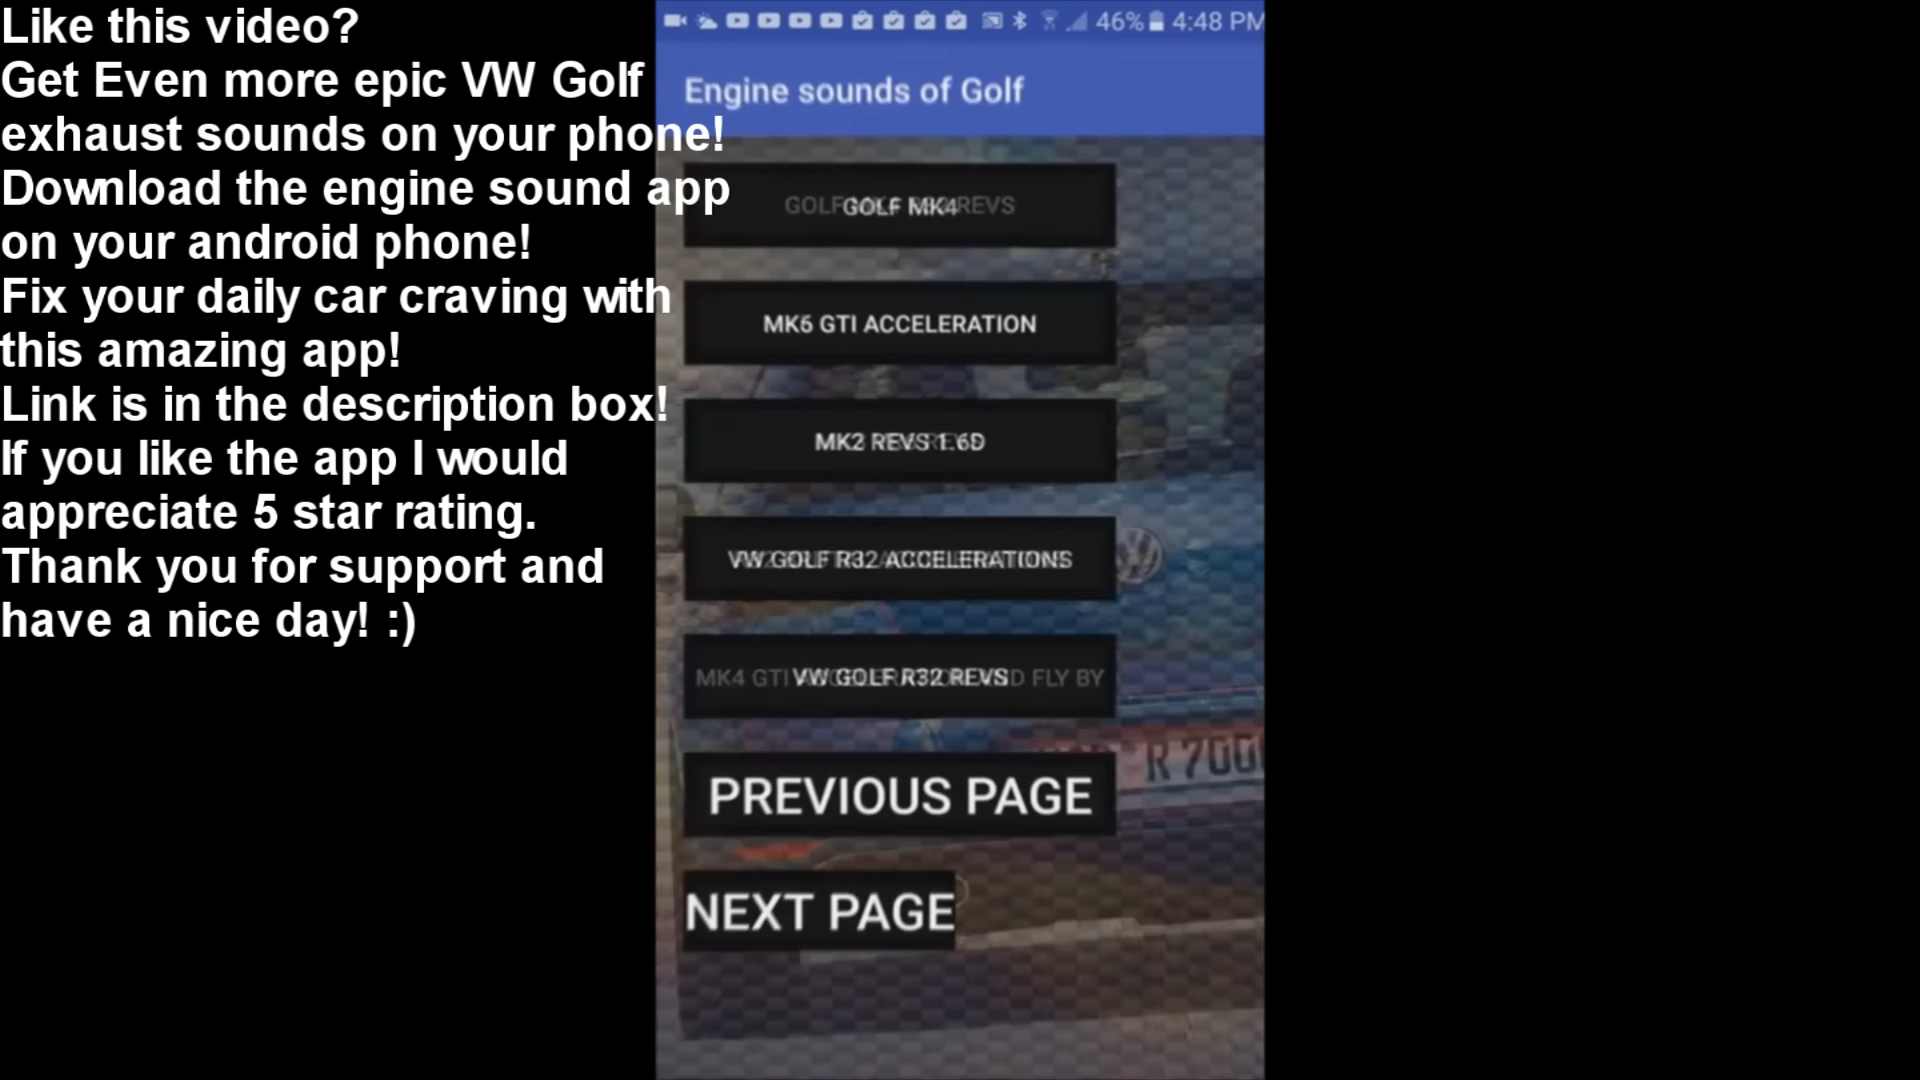 Like this video?
Get Even more epic VW Golf
exhaust sounds on your phone!
Download the engine sound app
on your android phone!
Fix your daily car craving with
this amazing app!
Link is in the description box!
If you like the app I would
appreciate 5 star rating.
Thank you for support and
have a nice day! :)
46% 4:48 PM
Engine sounds of Golf
GOLF MK4
MK6 GTI ACCELERATION
MK2 REVS 1.6D
VW GOLF R32 ACCELERATIONS
VW GOLF R32 REVS
PREVIOUS PAGE
R 700
NEXT PAGE